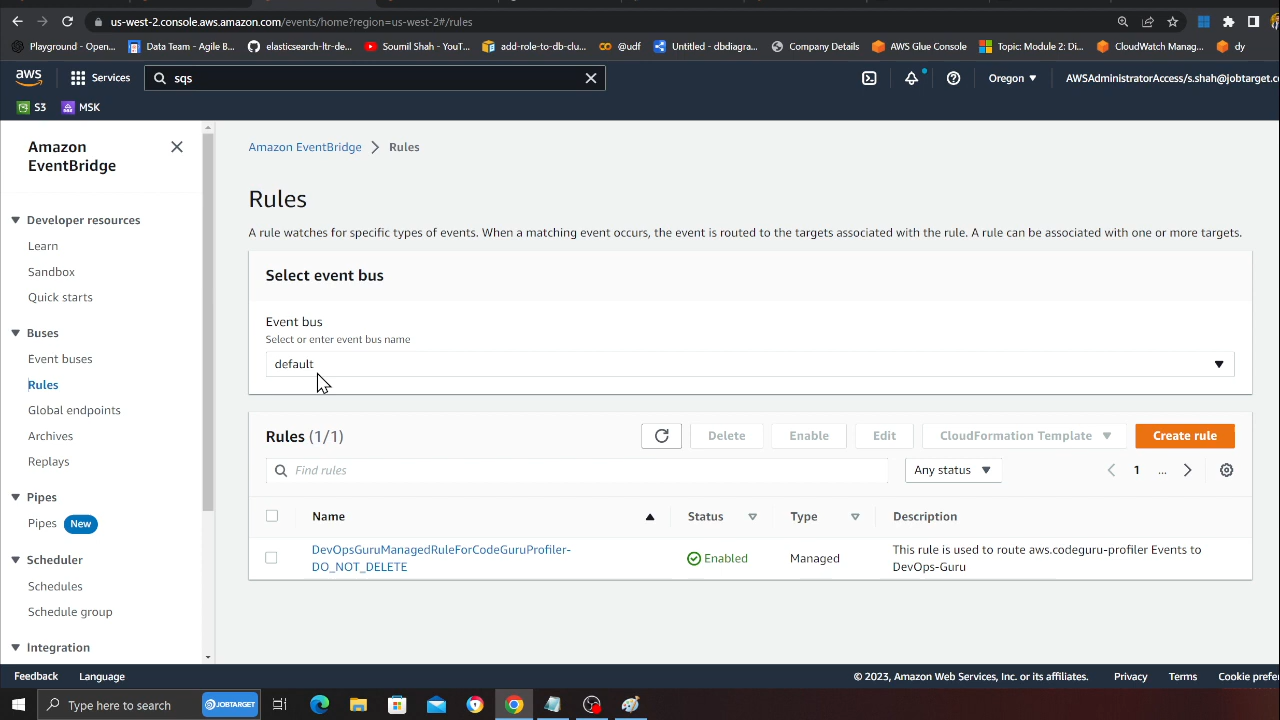 us-west-2.console.aws.amazon.com/events/home?region=us-west-2#/rules
Playground - Open...
Data Team - Agile B...
elasticsearch-ltr-de...
Soumil Shah - YouT...
add-role-to-db-clu...
@udf
Untitled - dbdiagra...
Company Details
AWS Glue Console
Topic: Module 2: Di...
CloudWatch Manag...
dy
aws
Services
sqs
Oregon
AWSAdministratorAccess/s.shah@jobtarget.co
S3
MSK
Amazon
EventBridge
Developer resources
Learn
Sandbox
Quick starts
Buses
Event buses
Rules
Global endpoints
Archives
Replays
Pipes
Pipes New
Scheduler
Schedules
Schedule group
Integration
Amazon EventBridge > Rules
Rules
A rule watches for specific types of events. When a matching event occurs, the event is routed to the targets associated with the rule. A rule can be associated with one or more targets.
Select event bus
Event bus
Select or enter event bus name
default
Rules (1/1)
Delete
Enable
Edit
CloudFormation Template
Create rule
Find rules
Any status
1
...
Name
Status
Type
Description
DevOpsGuruManagedRuleForCodeGuruProfiler-
DO_NOT_DELETE
Enabled
Managed
This rule is used to route aws.codeguru-profiler Events to
DevOps-Guru
Feedback
Language
© 2023, Amazon Web Services, Inc. or its affiliates.
Privacy
Terms
Cookie prefe
Type here to search
JOBTARGET